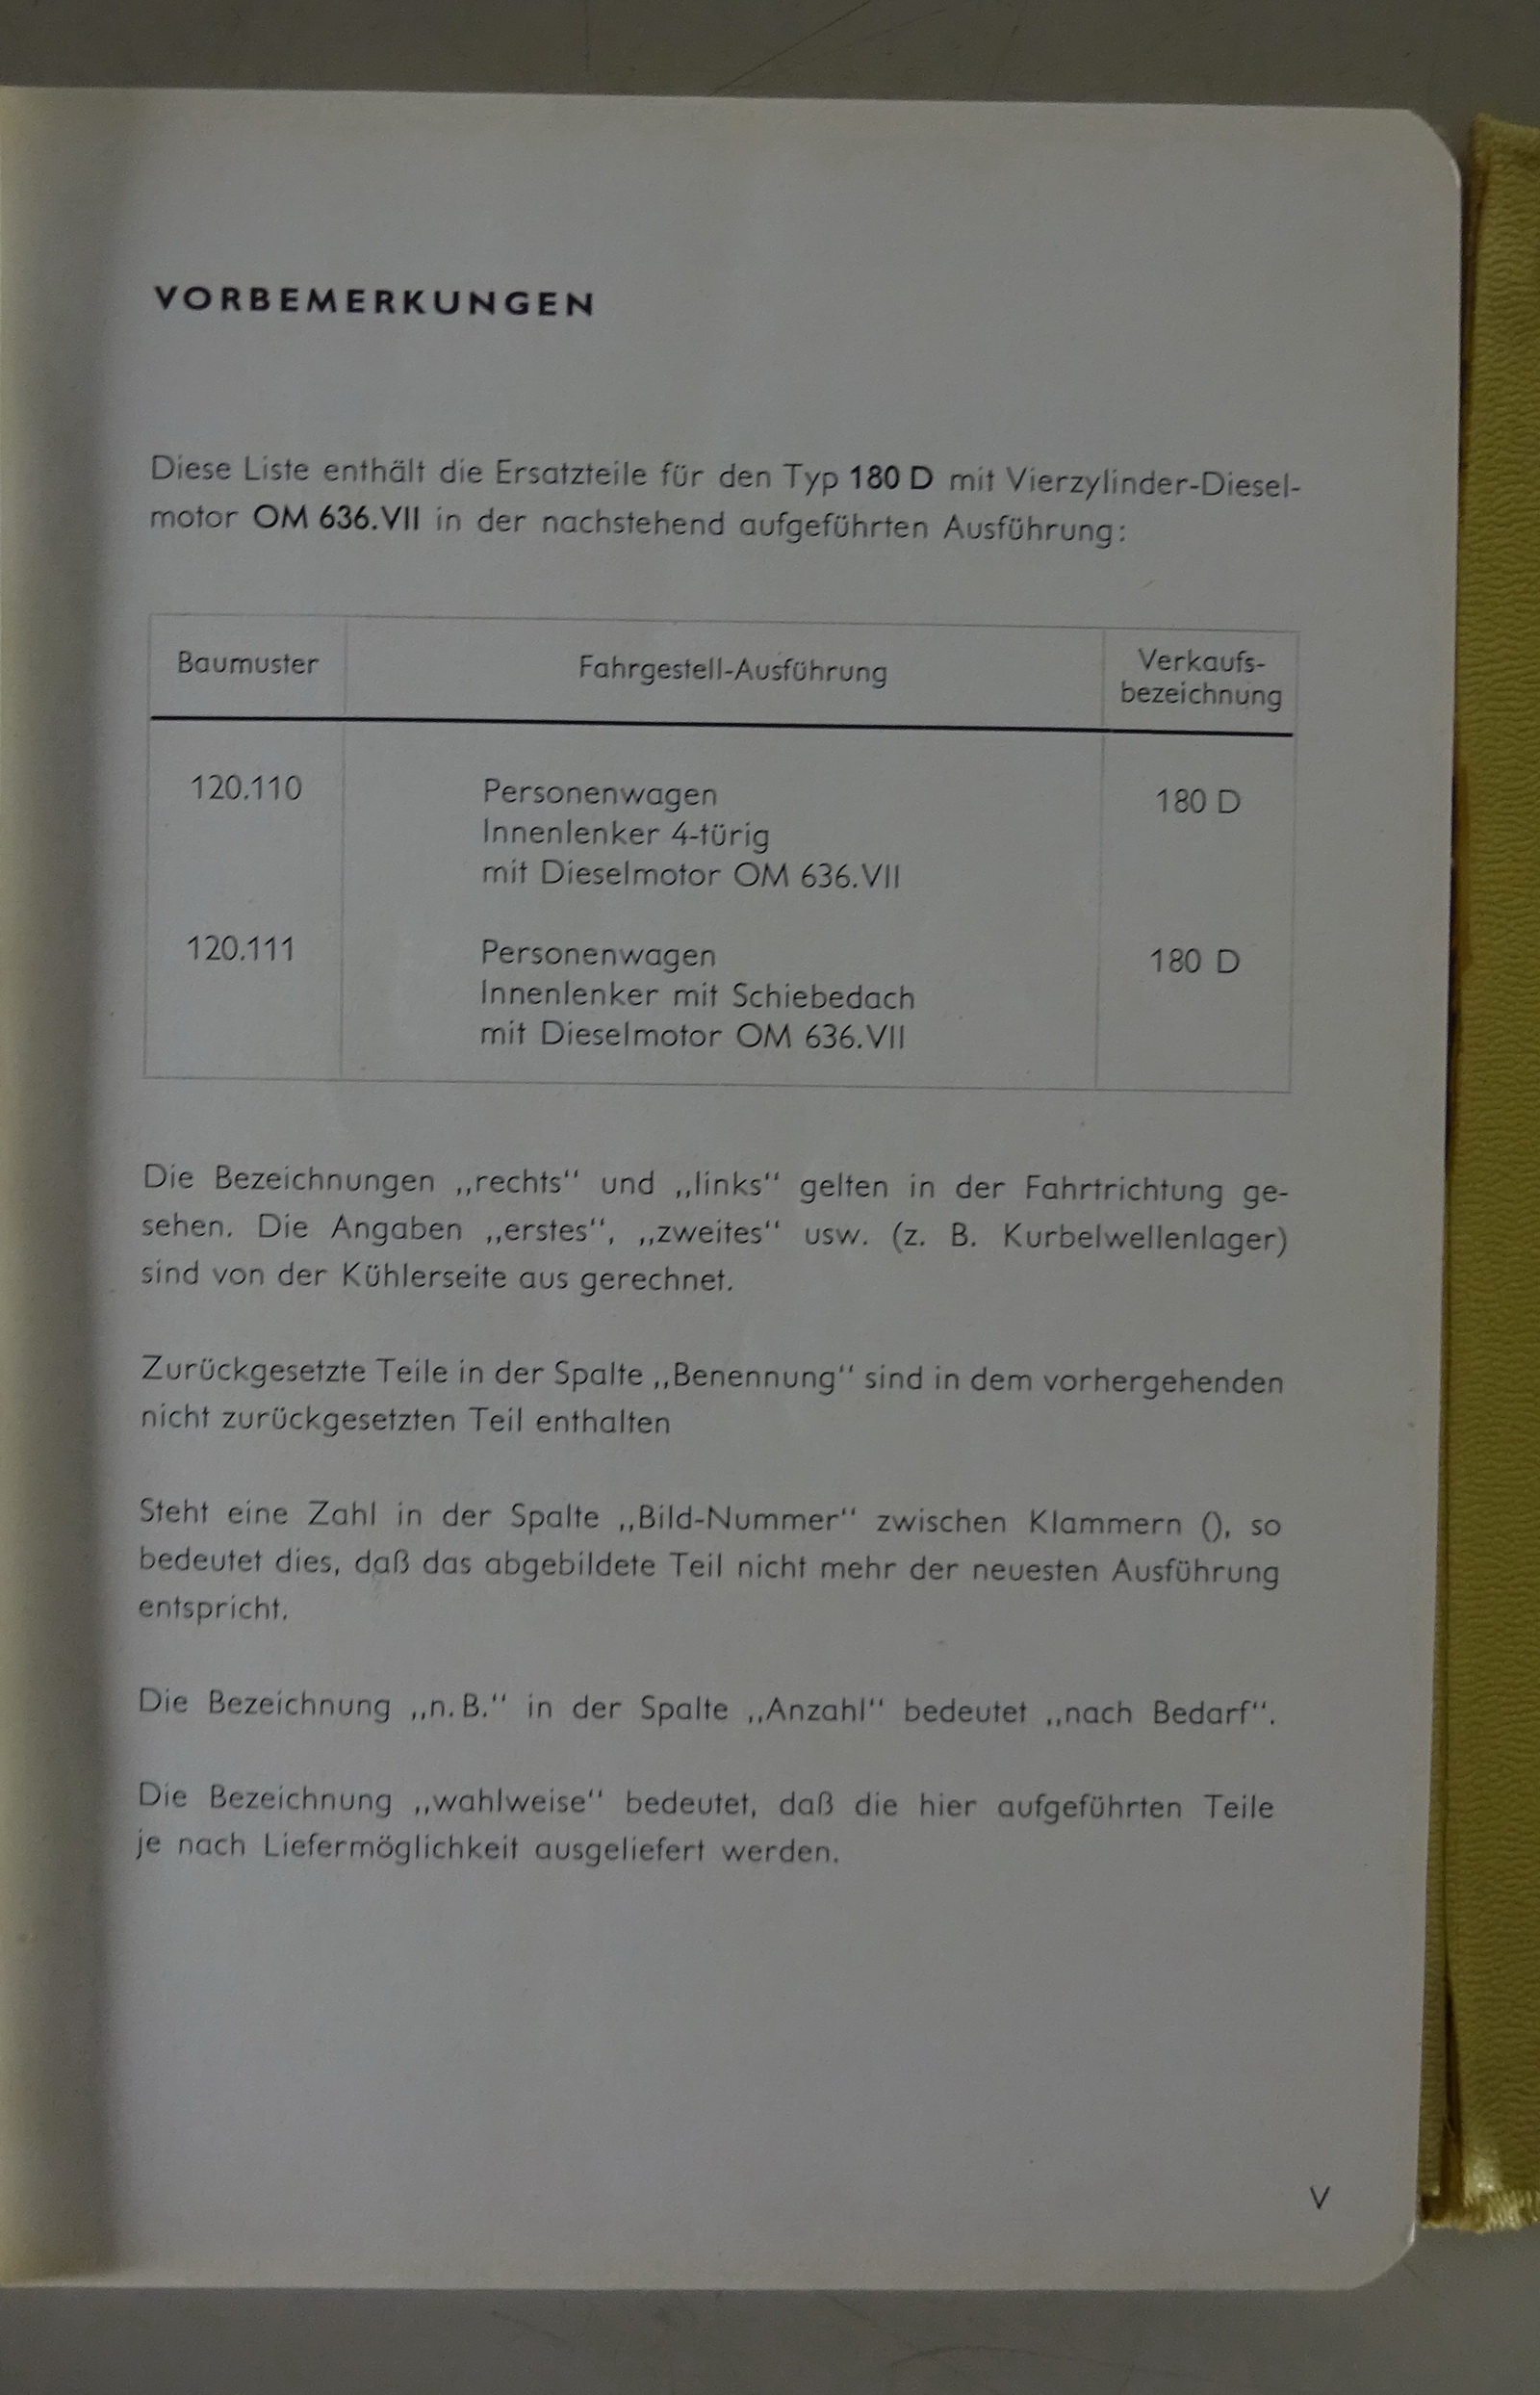 VORBEMERKUNGEN
Diese Liste enthält die Ersatzteile für den Typ 180 D mit Vierzylinder-Diesel-
motor OM 636.VII in der nachstehend aufgeführten Ausführung:
Baumuster Fahrgestell-Ausführung Verkaufs-
bezeichnung
120.110 Personenwagen 180 D
Innenlenker 4-türig
mit Dieselmotor OM 636.VII
120.111 Personenwagen 180 D
Innenlenker mit Schiebedach
mit Dieselmotor OM 636.VII
Die Bezeichnungen „rechts“ und „links“ gelten in der Fahrtrichtung ge-
sehen. Die Angaben „erstes“, „zweites“ usw. (z. B. Kurbelwellenlager)
sind von der Kühlerseite aus gerechnet.
Zurückgesetzte Teile in der Spalte „Benennung“ sind in dem vorhergehenden
nicht zurückgesetzten Teil enthalten
Steht eine Zahl in der Spalte „Bild-Nummer“ zwischen Klammern (), so
bedeutet dies, daß das abgebildete Teil nicht mehr der neuesten Ausführung
entspricht.
Die Bezeichnung „n. B.“ in der Spalte „Anzahl“ bedeutet „nach Bedarf“.
Die Bezeichnung „wahlweise“ bedeutet, daß die hier aufgeführten Teile
je nach Liefermöglichkeit ausgeliefert werden.
V